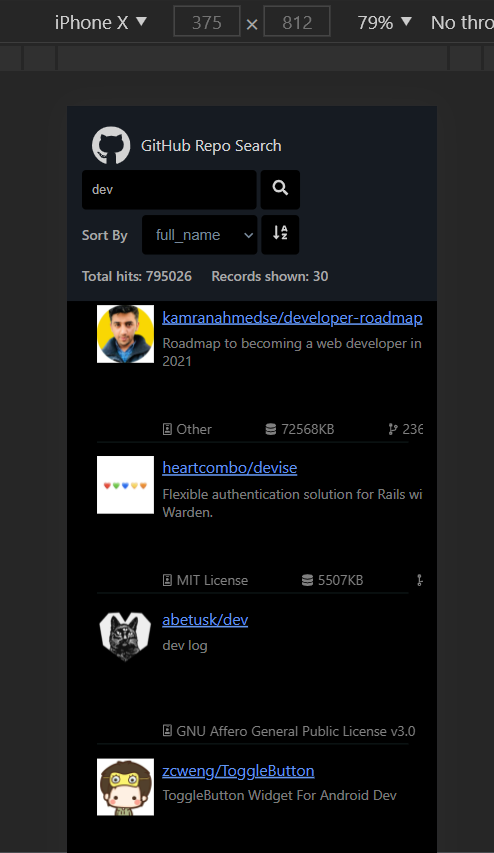 iPhone X 375 × 812 79% No thro
GitHub Repo Search
dev
Sort By full_name
Total hits: 795026 Records shown: 30
kamranahmedse/developer-roadmap
Roadmap to becoming a web developer in
2021
Other 72568KB 236
heartcombo/devise
Flexible authentication solution for Rails wi
Warden.
MIT License 5507KB
abetusk/dev
dev log
GNU Affero General Public License v3.0
zcweng/ToggleButton
ToggleButton Widget For Android Dev